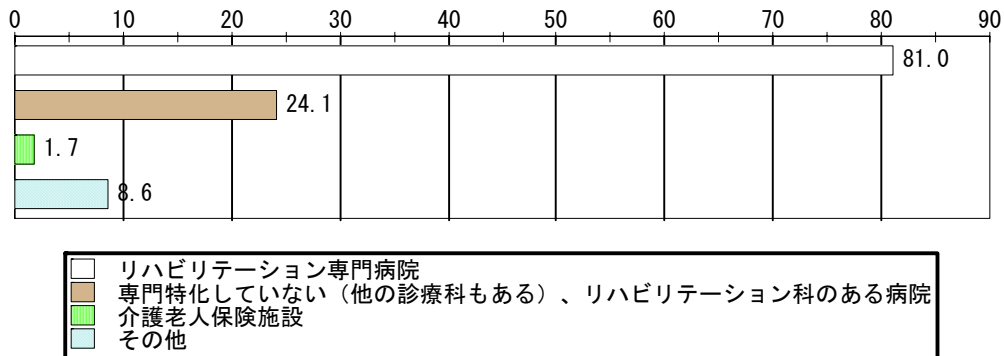 0 10 20 30 40 50 60 70 80 90
81.0
24.1
1.7
8.6
リハビリテーション専門病院
専門特化していない（他の診療科もある）、リハビリテーション科のある病院
介護老人保険施設
その他